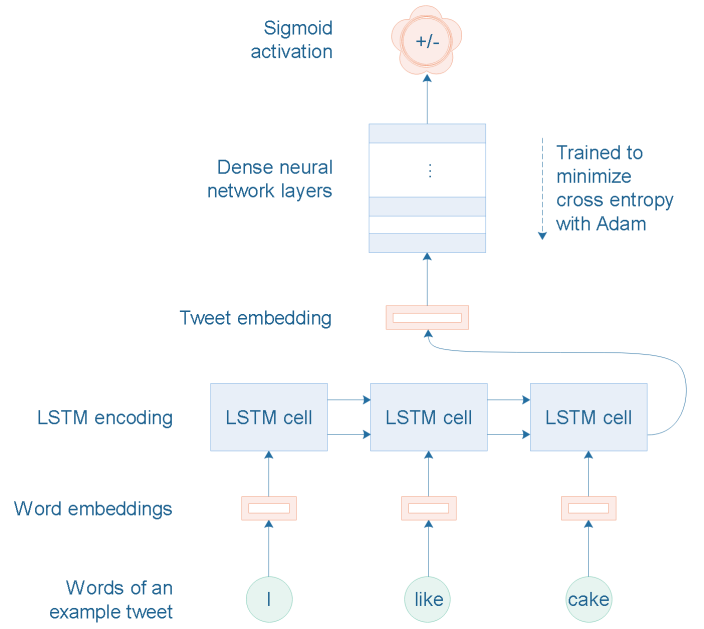 Sigmoid
activation
+/-
Dense neural
network layers
⋮
Trained to
minimize
cross entropy
with Adam
Tweet embedding
LSTM encoding
LSTM cell
LSTM cell
LSTM cell
Word embeddings
Words of an
example tweet
I
like
cake